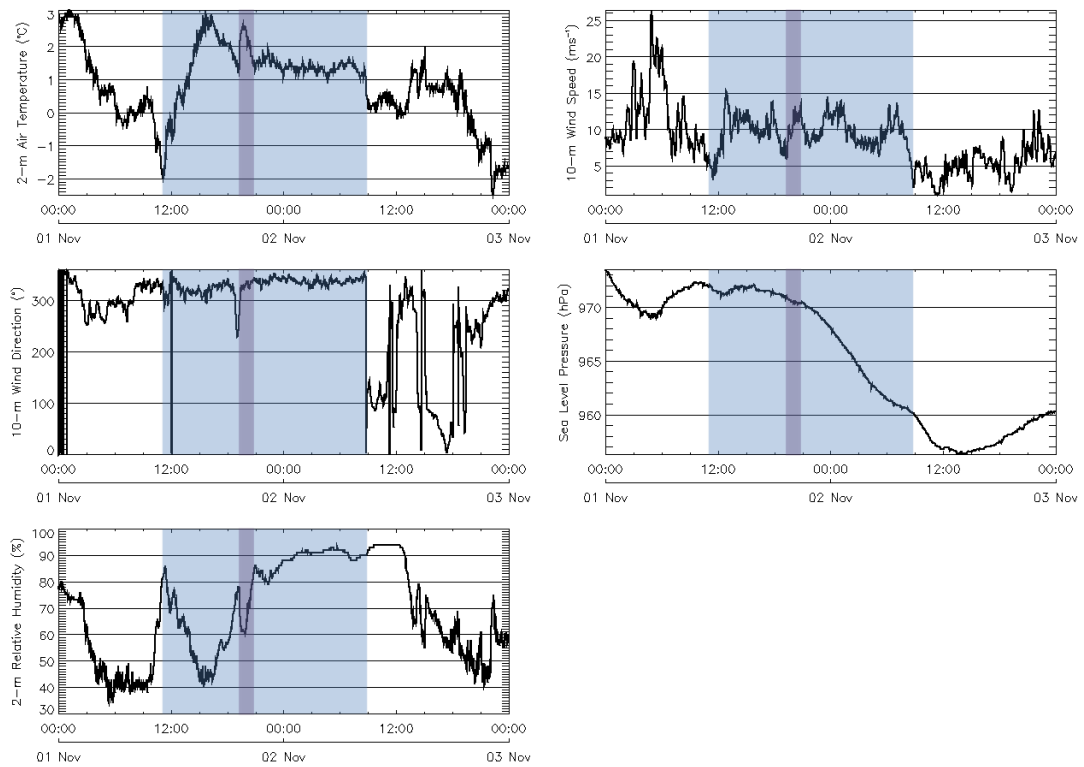 2−m Air Temperature (°C)
3
2
1
0
−1
−2
00:00 12:00 00:00 12:00 00:00
01 Nov 02 Nov 03 Nov
10−m Wind Speed (ms⁻¹)
25
20
15
10
5
00:00 12:00 00:00 12:00 00:00
01 Nov 02 Nov 03 Nov
10−m Wind Direction (°)
300
200
100
0
00:00 12:00 00:00 12:00 00:00
01 Nov 02 Nov 03 Nov
Sea Level Pressure (hPa)
970
965
960
00:00 12:00 00:00 12:00 00:00
01 Nov 02 Nov 03 Nov
2−m Relative Humidity (%)
100
90
80
70
60
50
40
30
00:00 12:00 00:00 12:00 00:00
01 Nov 02 Nov 03 Nov